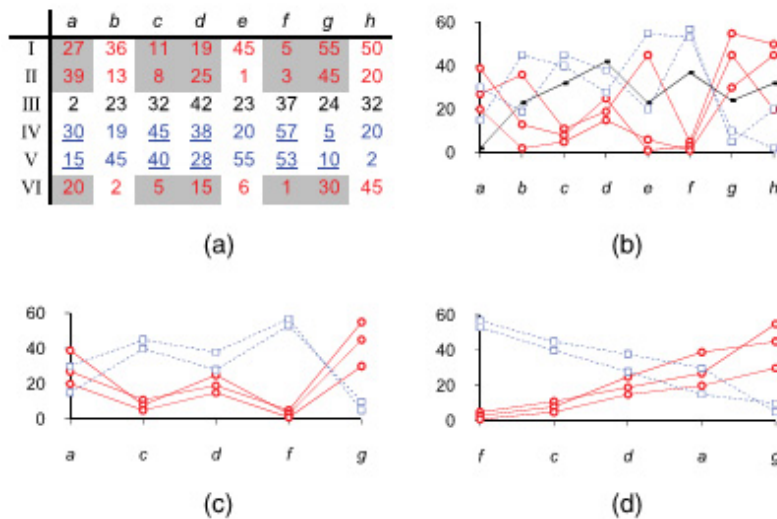 a b c d e f g h
I 27 36 11 19 45 5 55 50
II 39 13 8 25 1 3 45 20
III 2 23 32 42 23 37 24 32
IV 30 19 45 38 20 57 5 20
V 15 45 40 28 55 53 10 2
VI 20 2 5 15 6 1 30 45
(a)
60
40
20
0
a b c d e f g h
(b)
60
40
20
0
a c d f g
(c)
60
40
20
0
f c d a g
(d)